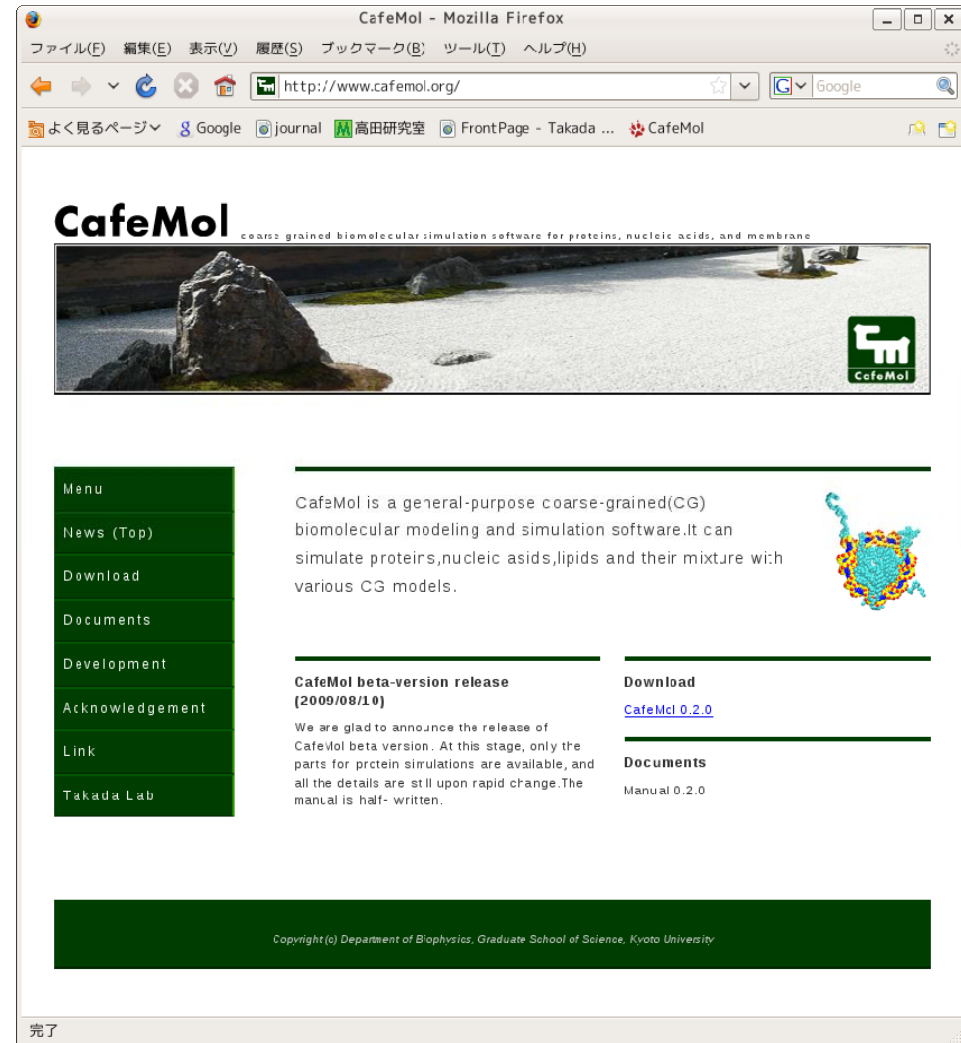 CafeMol - Mozilla Firefox
ファイル(F) 編集(E) 表示(V) 履歴(S) ブックマーク(B) ツール(T) ヘルプ(H)
http://www.cafemol.org/
Google
よく見るページ Google journal 高田研究室 FrontPage - Takada ... CafeMol
CafeMol coarse grained biomolecular simulation software for proteins, nucleic acids, and membrane
CafeMol
Menu
News (Top)
Download
Documents
Development
Acknowledgement
Link
Takada Lab
CafeMol is a general-purpose coarse-grained(CG)
biomolecular modeling and simulation software.It can
simulate proteins,nucleic asids,lipids and their mixture with
various CG models.
CafeMol beta-version release
(2009/08/10)
We are glad to announce the release of
CafeMol beta version. At this stage, only the
parts for protein simulations are available, and
all the details are still upon rapid change.The
manual is half- written.
Download
CafeMol 0.2.0
Documents
Manual 0.2.0
Copyright (c) Department of Biophysics, Graduate School of Science, Kyoto University
完了